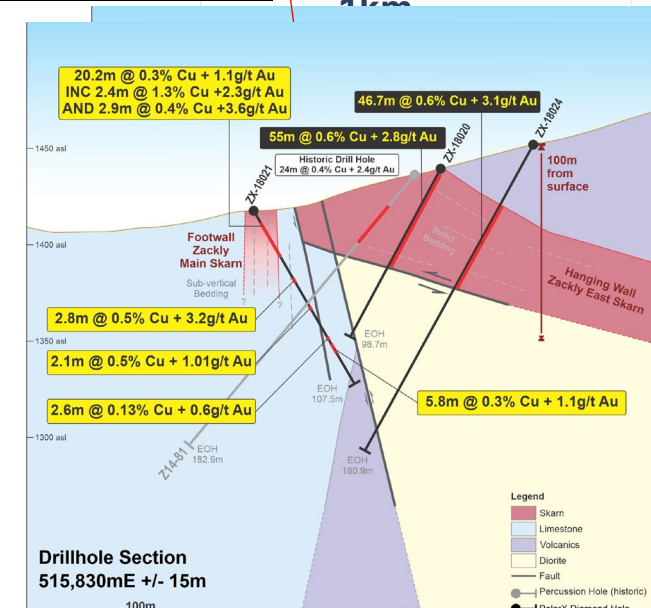 1km
20.2m @ 0.3% Cu + 1.1g/t Au
INC 2.4m @ 1.3% Cu +2.3g/t Au
AND 2.9m @ 0.4% Cu +3.6g/t Au
46.7m @ 0.6% Cu + 3.1g/t Au
55m @ 0.6% Cu + 2.8g/t Au
Historic Drill Hole
24m @ 0.4% Cu + 2.4g/t Au
ZX-18021
ZX-18020
ZX-18024
1450 asl
100m
from
surface
1400 asl
Footwall
Zackly
Main Skarn
Relict
Bedding
Sub-vertical
Bedding
?
?
Hanging Wall
Zackly East Skarn
2.8m @ 0.5% Cu + 3.2g/t Au
1350 asl
EOH
98.7m
2.1m @ 0.5% Cu + 1.01g/t Au
EOH
107.5m
2.6m @ 0.13% Cu + 0.6g/t Au
5.8m @ 0.3% Cu + 1.1g/t Au
1300 asl
Z14-81
EOH
182.9m
EOH
180.9m
Legend
Skarn
Limestone
Volcanics
Diorite
Fault
Percussion Hole (historic)
PolarX Diamond Hole
Drillhole Section
515,830mE +/- 15m
100m